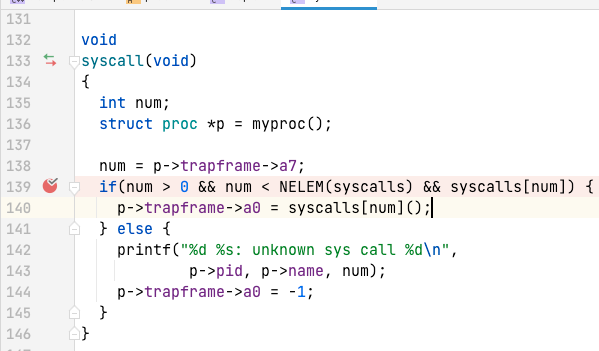 131
132 void
133 syscall(void)
134 {
135 int num;
136 struct proc *p = myproc();
137
138 num = p->trapframe->a7;
139 if(num > 0 && num < NELEM(syscalls) && syscalls[num]) {
140 p->trapframe->a0 = syscalls[num]();
141 } else {
142 printf("%d %s: unknown sys call %d\n",
143 p->pid, p->name, num);
144 p->trapframe->a0 = -1;
145 }
146 }